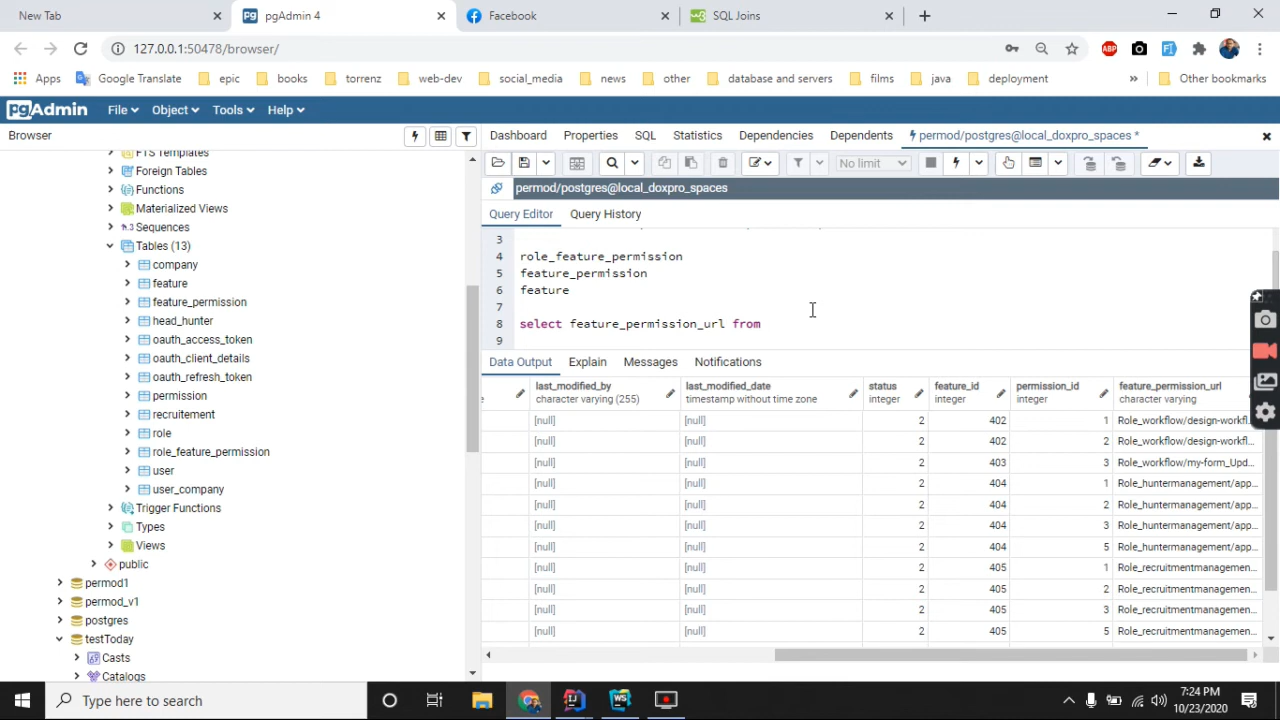 New Tab
pgAdmin 4
Facebook
SQL Joins
127.0.0.1:50478/browser/
Apps
Google Translate
epic
books
torrenz
web-dev
social_media
news
other
database and servers
films
java
deployment
Other bookmarks
pgAdmin
File
Object
Tools
Help
Browser
Dashboard
Properties
SQL
Statistics
Dependencies
Dependents
permod/postgres@local_doxpro_spaces *
No limit
permod/postgres@local_doxpro_spaces
Query Editor
Query History
FTS Templates
Foreign Tables
Functions
Materialized Views
1..3 Sequences
Tables (13)
company
feature
feature_permission
head_hunter
oauth_access_token
oauth_client_details
oauth_refresh_token
permission
recruitement
role
role_feature_permission
user
user_company
Trigger Functions
Types
Views
public
permod1
permod_v1
postgres
testToday
Casts
Catalogs
3
4 role_feature_permission
5 feature_permission
6 feature
7
8 select feature_permission_url from
9
Data Output
Explain
Messages
Notifications
last_modified_by
character varying (255)
last_modified_date
timestamp without time zone
status
integer
feature_id
integer
permission_id
integer
feature_permission_url
character varying
[null] [null] 2 402 1 Role_workflow/design-workfl...
[null] [null] 2 402 2 Role_workflow/design-workfl...
[null] [null] 2 403 3 Role_workflow/my-form_Upd...
[null] [null] 2 404 1 Role_huntermanagement/app...
[null] [null] 2 404 2 Role_huntermanagement/app...
[null] [null] 2 404 3 Role_huntermanagement/app...
[null] [null] 2 404 5 Role_huntermanagement/app...
[null] [null] 2 405 1 Role_recruitmentmanagemen...
[null] [null] 2 405 2 Role_recruitmentmanagemen...
[null] [null] 2 405 3 Role_recruitmentmanagemen...
[null] [null] 2 405 5 Role_recruitmentmanagemen...
Type here to search
7:24 PM
10/23/2020